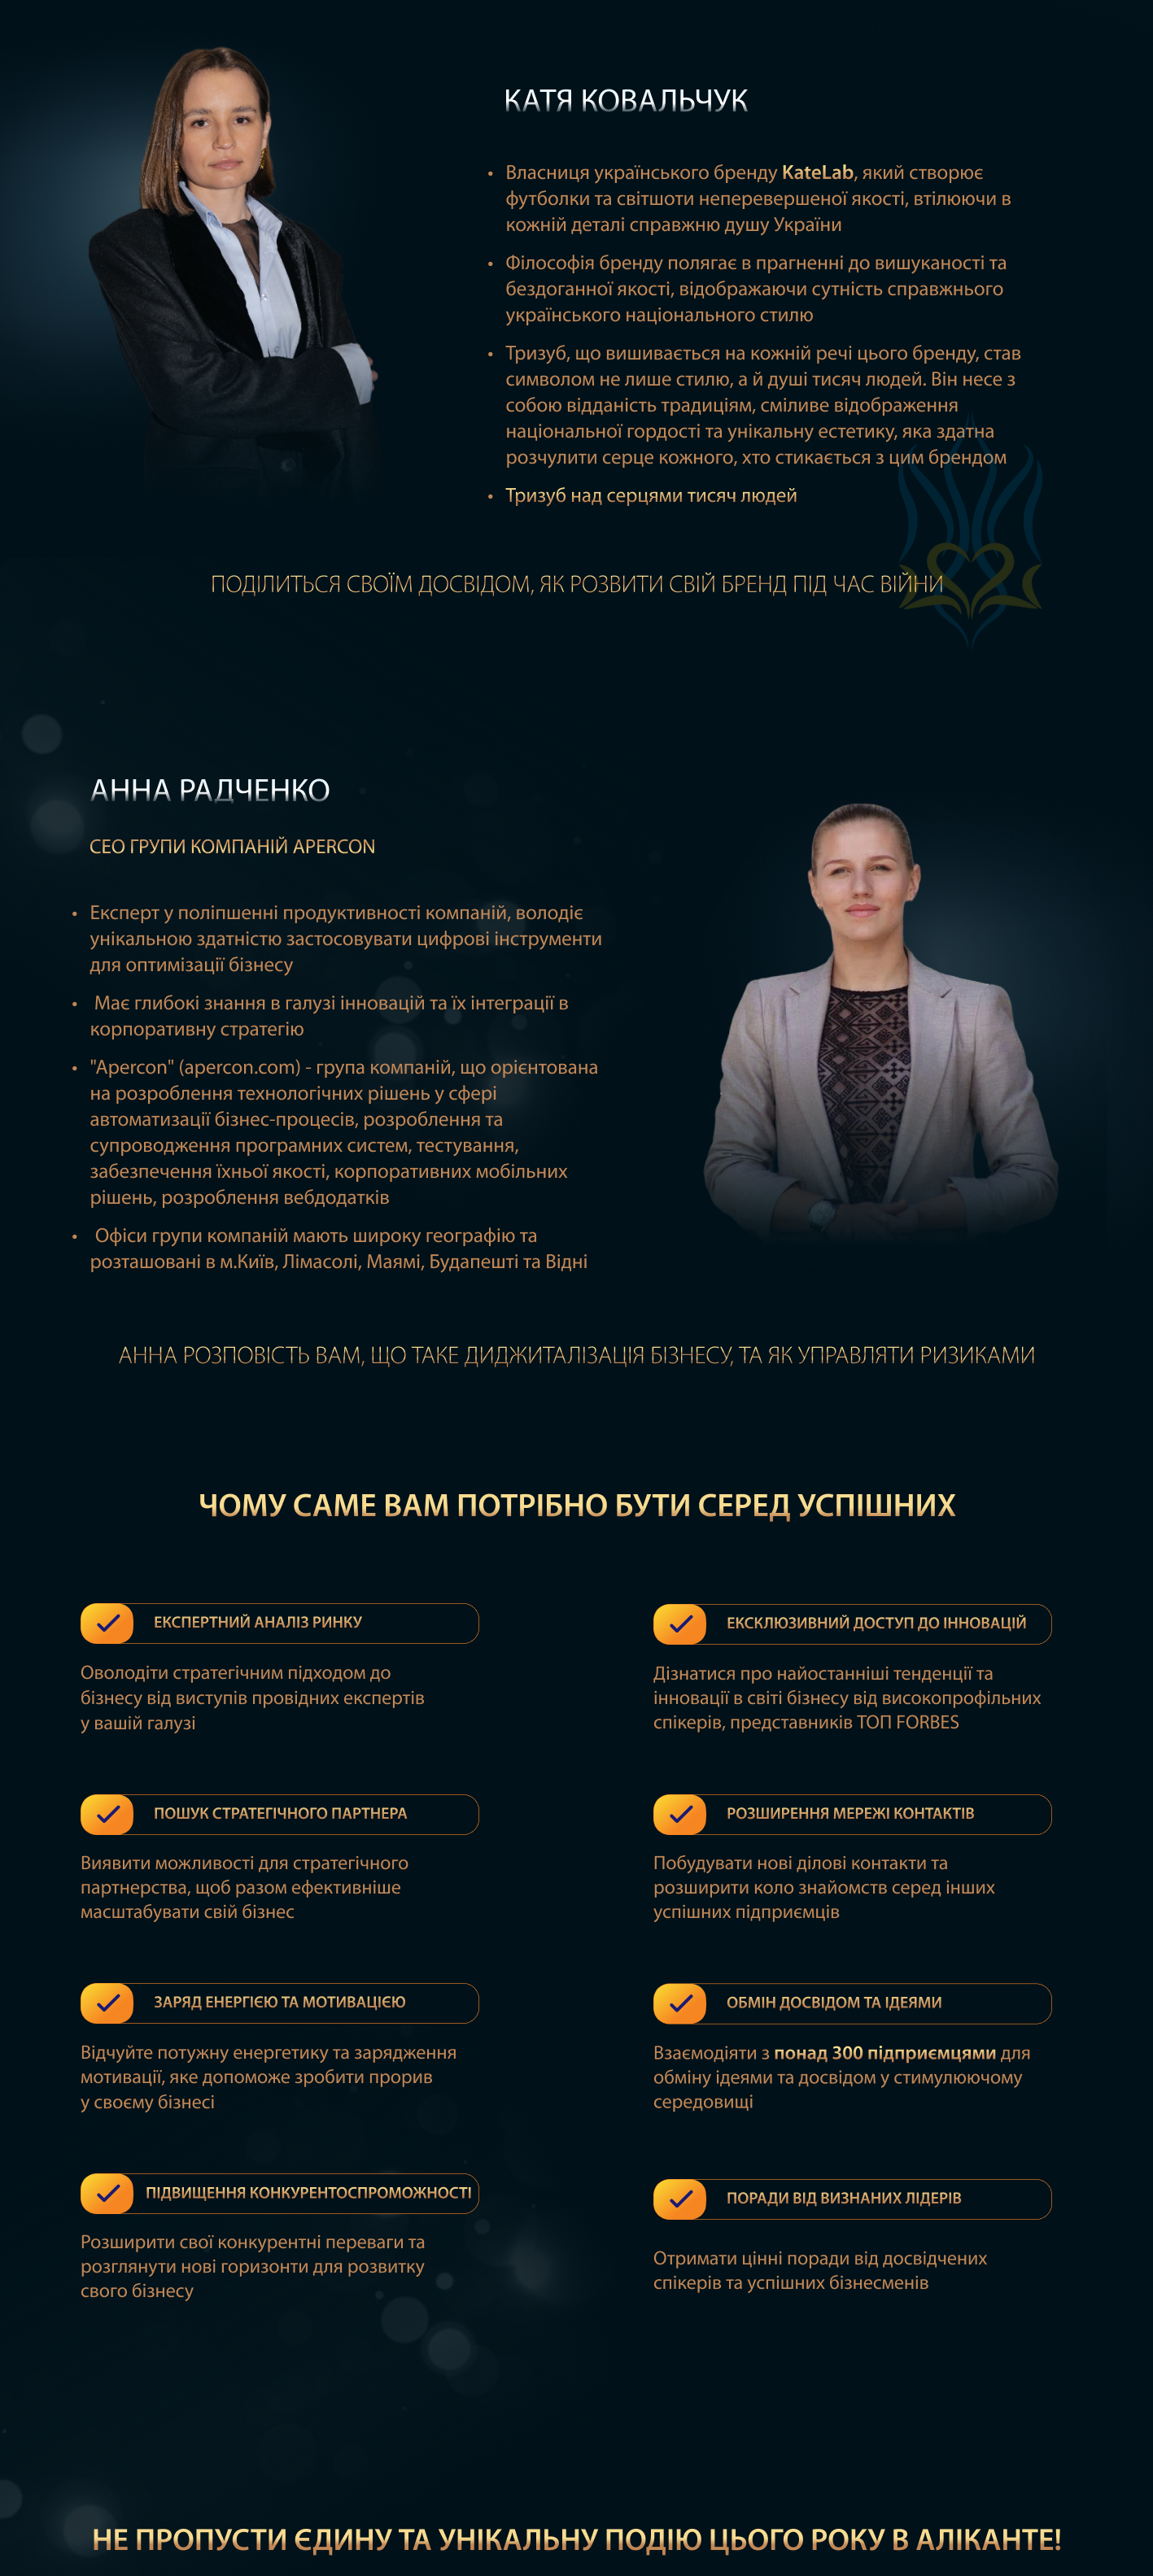 КАТЯ КОВАЛЬЧУК
• Власниця українського бренду KateLab, який створює
футболки та світшоти неперевершеної якості, втілюючи в
кожній деталі справжню душу України
• Філософія бренду полягає в прагненні до вишуканості та
бездоганної якості, відображаючи сутність справжнього
українського національного стилю
• Тризуб, що вишивається на кожній речі цього бренду, став
символом не лише стилю, а й душі тисяч людей. Він несе з
собою відданість традиціям, сміливе відображення
національної гордості та унікальну естетику, яка здатна
розчулити серце кожного, хто стикається з цим брендом
• Тризуб над серцями тисяч людей
ПОДІЛИТЬСЯ СВОЇМ ДОСВІДОМ, ЯК РОЗВИТИ СВІЙ БРЕНД ПІД ЧАС ВІЙНИ
АННА РАДЧЕНКО
СЕО ГРУПИ КОМПАНІЙ APERCON
• Експерт у поліпшенні продуктивності компаній, володіє
унікальною здатністю застосовувати цифрові інструменти
для оптимізації бізнесу
• Має глибокі знання в галузі інновацій та їх інтеграції в
корпоративну стратегію
• "Apercon" (apercon.com) - група компаній, що орієнтована
на розроблення технологічних рішень у сфері
автоматизації бізнес-процесів, розроблення та
супроводження програмних систем, тестування,
забезпечення їхньої якості, корпоративних мобільних
рішень, розроблення вебдодатків
• Офіси групи компаній мають широку географію та
розташовані в м.Київ, Лімасолі, Маямі, Будапешті та Відні
АННА РОЗПОВІСТЬ ВАМ, ЩО ТАКЕ ДИДЖИТАЛІЗАЦІЯ БІЗНЕСУ, ТА ЯК УПРАВЛЯТИ РИЗИКАМИ
ЧОМУ САМЕ ВАМ ПОТРІБНО БУТИ СЕРЕД УСПІШНИХ
ЕКСПЕРТНИЙ АНАЛІЗ РИНКУ
Оволодіти стратегічним підходом до
бізнесу від виступів провідних експертів
у вашій галузі
ЕКСКЛЮЗИВНИЙ ДОСТУП ДО ІННОВАЦІЙ
Дізнатися про найостанніші тенденції та
інновації в світі бізнесу від високопрофільних
спікерів, представників ТОП FORBES
ПОШУК СТРАТЕГІЧНОГО ПАРТНЕРА
Виявити можливості для стратегічного
партнерства, щоб разом ефективніше
масштабувати свій бізнес
РОЗШИРЕННЯ МЕРЕЖІ КОНТАКТІВ
Побудувати нові ділові контакти та
розширити коло знайомств серед інших
успішних підприємців
ЗАРЯД ЕНЕРГІЄЮ ТА МОТИВАЦІЄЮ
Відчуйте потужну енергетику та зарядження
мотивації, яке допоможе зробити прорив
у своєму бізнесі
ОБМІН ДОСВІДОМ ТА ІДЕЯМИ
Взаємодіяти з понад 300 підприємцями для
обміну ідеями та досвідом у стимулюючому
середовищі
ПІДВИЩЕННЯ КОНКУРЕНТОСПРОМОЖНОСТІ
Розширити свої конкурентні переваги та
розглянути нові горизонти для розвитку
свого бізнесу
ПОРАДИ ВІД ВИЗНАНИХ ЛІДЕРІВ
Отримати цінні поради від досвідчених
спікерів та успішних бізнесменів
НЕ ПРОПУСТИ ЄДИНУ ТА УНІКАЛЬНУ ПОДІЮ ЦЬОГО РОКУ В АЛІКАНТЕ!